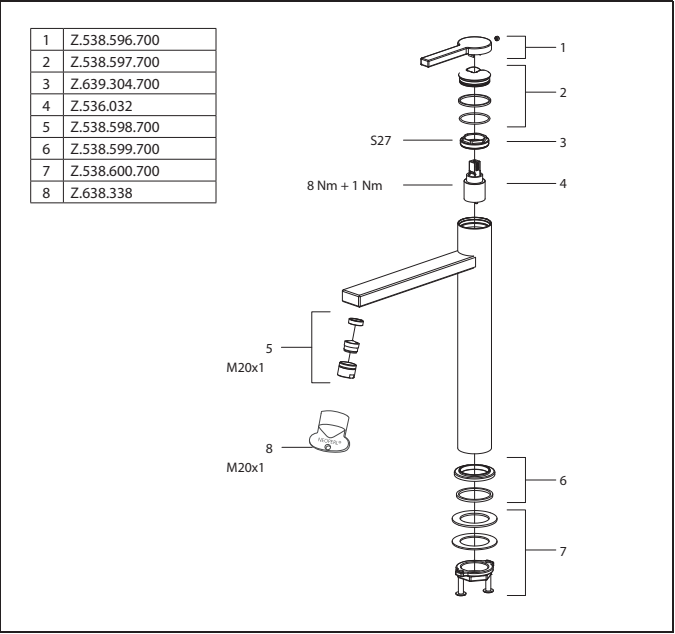 1 Z.538.596.700
2 Z.538.597.700
3 Z.639.304.700
4 Z.536.032
5 Z.538.598.700
6 Z.538.599.700
7 Z.538.600.700
8 Z.638.338
1
2
S27
3
8 Nm + 1 Nm
4
5
M20x1
NEOPERL®
8
M20x1
6
7